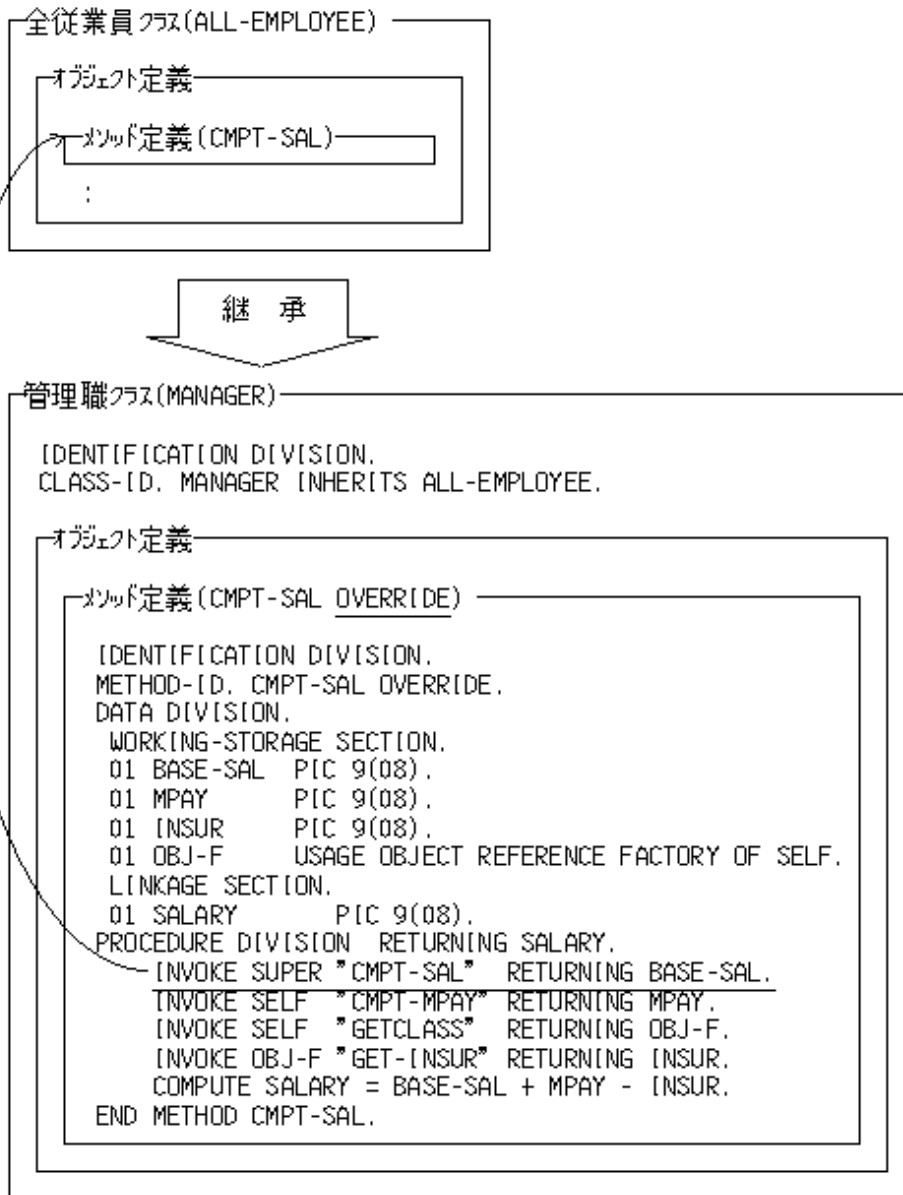 全従業員クラス(ALL-EMPLOYEE)
オブジェクト定義
メソッド定義(CMPT-SAL)
:
継 承
管理職クラス(MANAGER)
IDENTIFICATION DIVISION.
CLASS-ID. MANAGER INHERITS ALL-EMPLOYEE.
オブジェクト定義
メソッド定義(CMPT-SAL OVERRIDE)
IDENTIFICATION DIVISION.
METHOD-ID. CMPT-SAL OVERRIDE.
DATA DIVISION.
WORKING-STORAGE SECTION.
01 BASE-SAL PIC 9(08).
01 MPAY PIC 9(08).
01 INSUR PIC 9(08).
01 OBJ-F USAGE OBJECT REFERENCE FACTORY OF SELF.
LINKAGE SECTION.
01 SALARY PIC 9(08).
PROCEDURE DIVISION RETURNING SALARY.
INVOKE SUPER "CMPT-SAL" RETURNING BASE-SAL.
INVOKE SELF "CMPT-MPAY" RETURNING MPAY.
INVOKE SELF "GETCLASS" RETURNING OBJ-F.
INVOKE OBJ-F "GET-INSUR" RETURNING INSUR.
COMPUTE SALARY = BASE-SAL + MPAY - INSUR.
END METHOD CMPT-SAL.